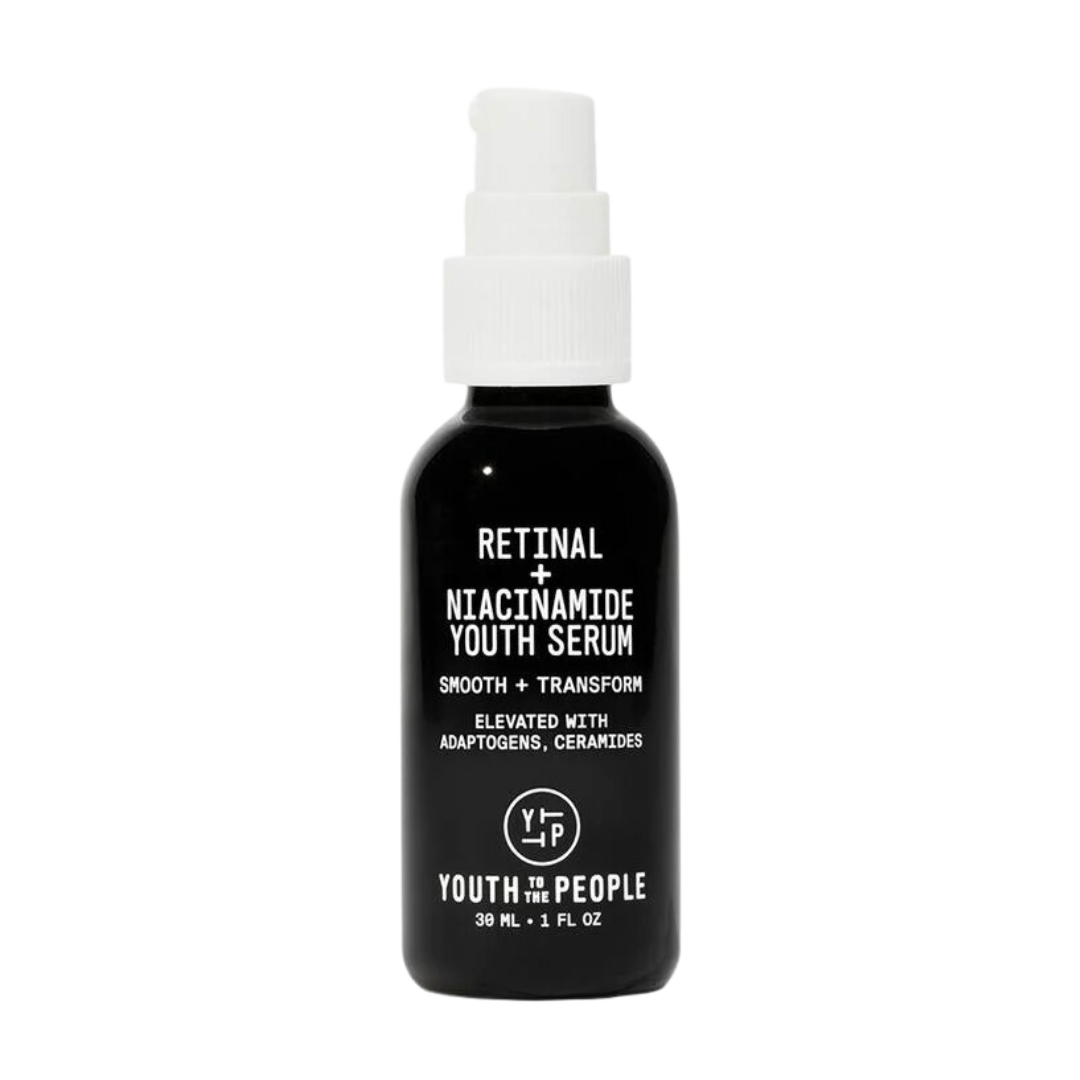 RETINAL
+
NIACINAMIDE
YOUTH SERUM
SMOOTH + TRANSFORM
ELEVATED WITH
ADAPTOGENS, CERAMIDES
YTTP
YOUTH TO THE PEOPLE
30 ML • 1 FL OZ